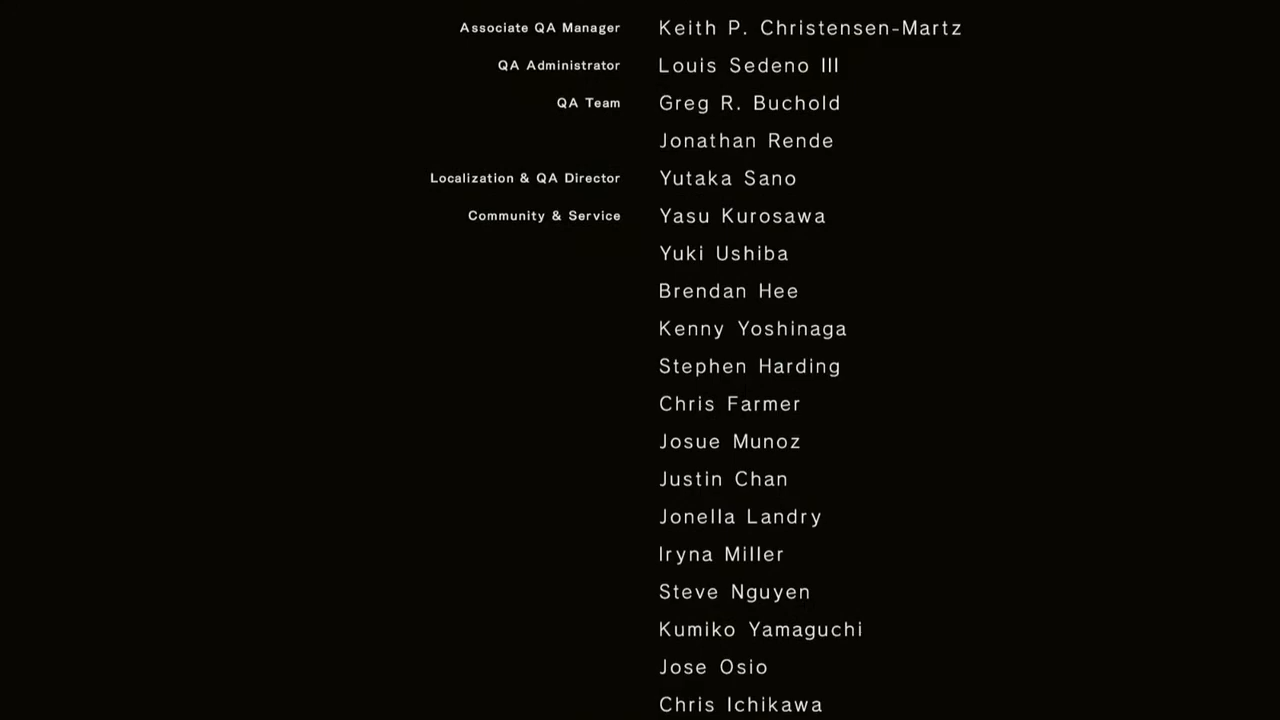 Associate QA Manager Keith P. Christensen-Martz
QA Administrator Louis Sedeno III
QA Team Greg R. Buchold
Jonathan Rende
Localization & QA Director Yutaka Sano
Community & Service Yasu Kurosawa
Yuki Ushiba
Brendan Hee
Kenny Yoshinaga
Stephen Harding
Chris Farmer
Josue Munoz
Justin Chan
Jonella Landry
Iryna Miller
Steve Nguyen
Kumiko Yamaguchi
Jose Osio
Chris Ichikawa